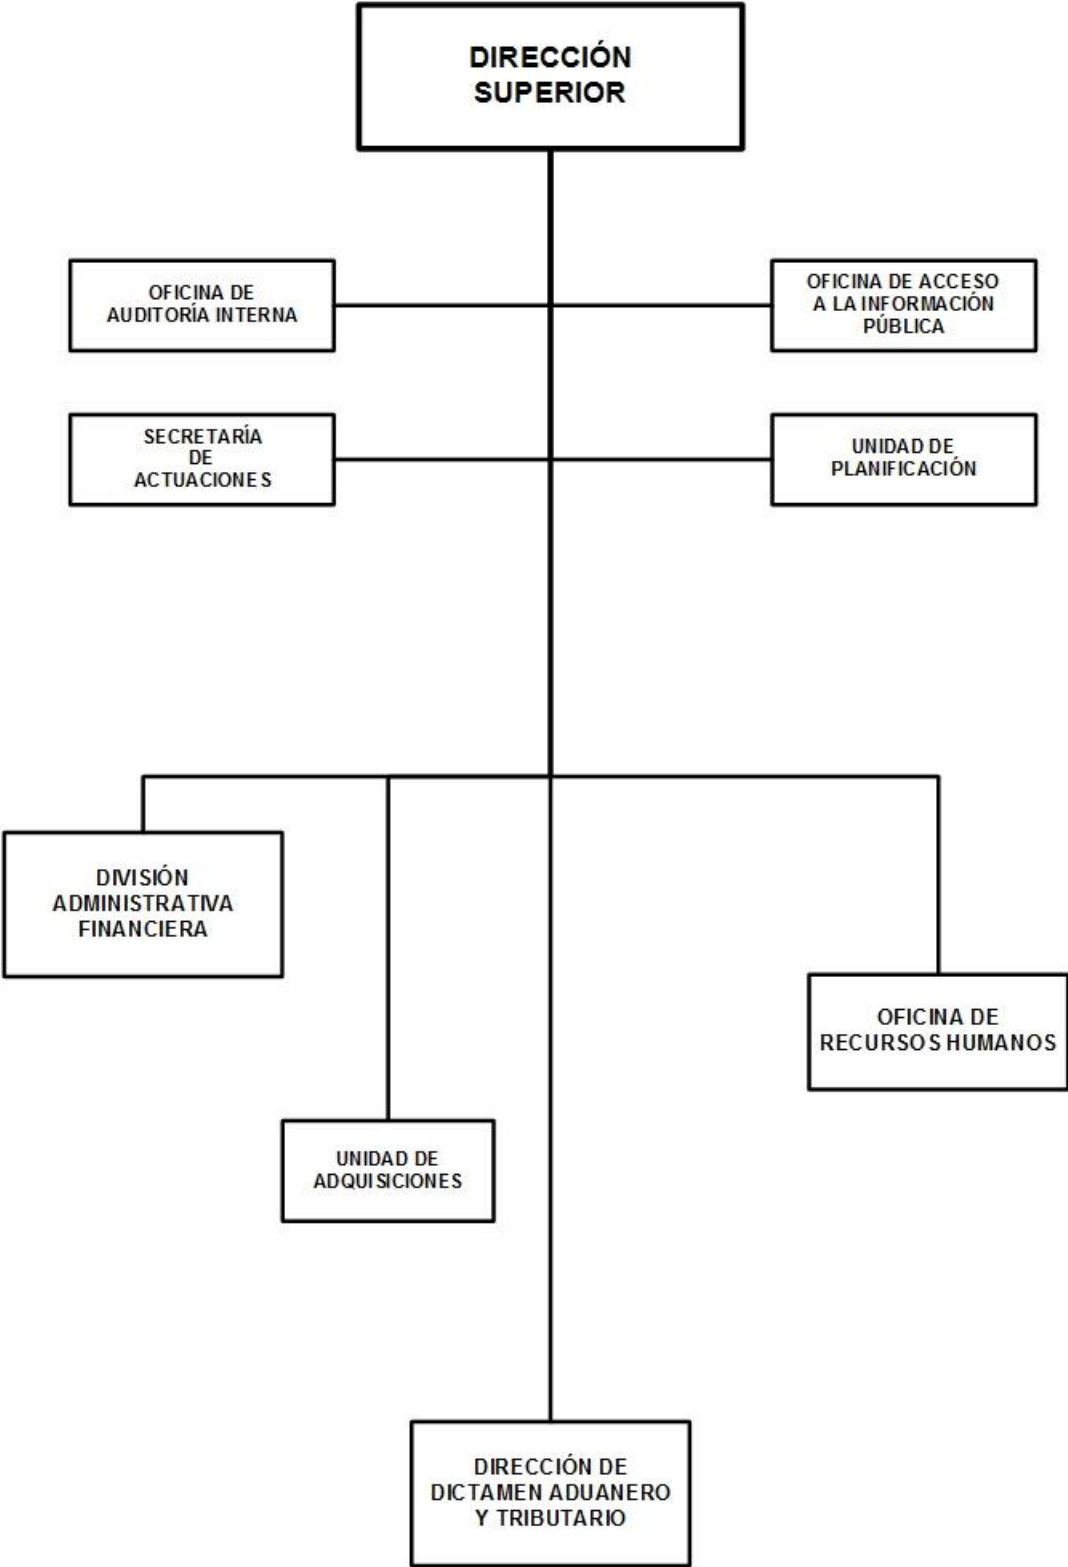 DIRECCIÓN
SUPERIOR
OFICINA DE
AUDITORÍA INTERNA
OFICINA DE ACCESO
A LA INFORMACIÓN
PÚBLICA
SECRETARÍA
DE
ACTUACIONES
UNIDAD DE
PLANIFICACIÓN
DIVISIÓN
ADMINISTRATIVA
FINANCIERA
OFICINA DE
RECURSOS HUMANOS
UNIDAD DE
ADQUISICIONES
DIRECCIÓN DE
DICTAMEN ADUANERO
Y TRIBUTARIO